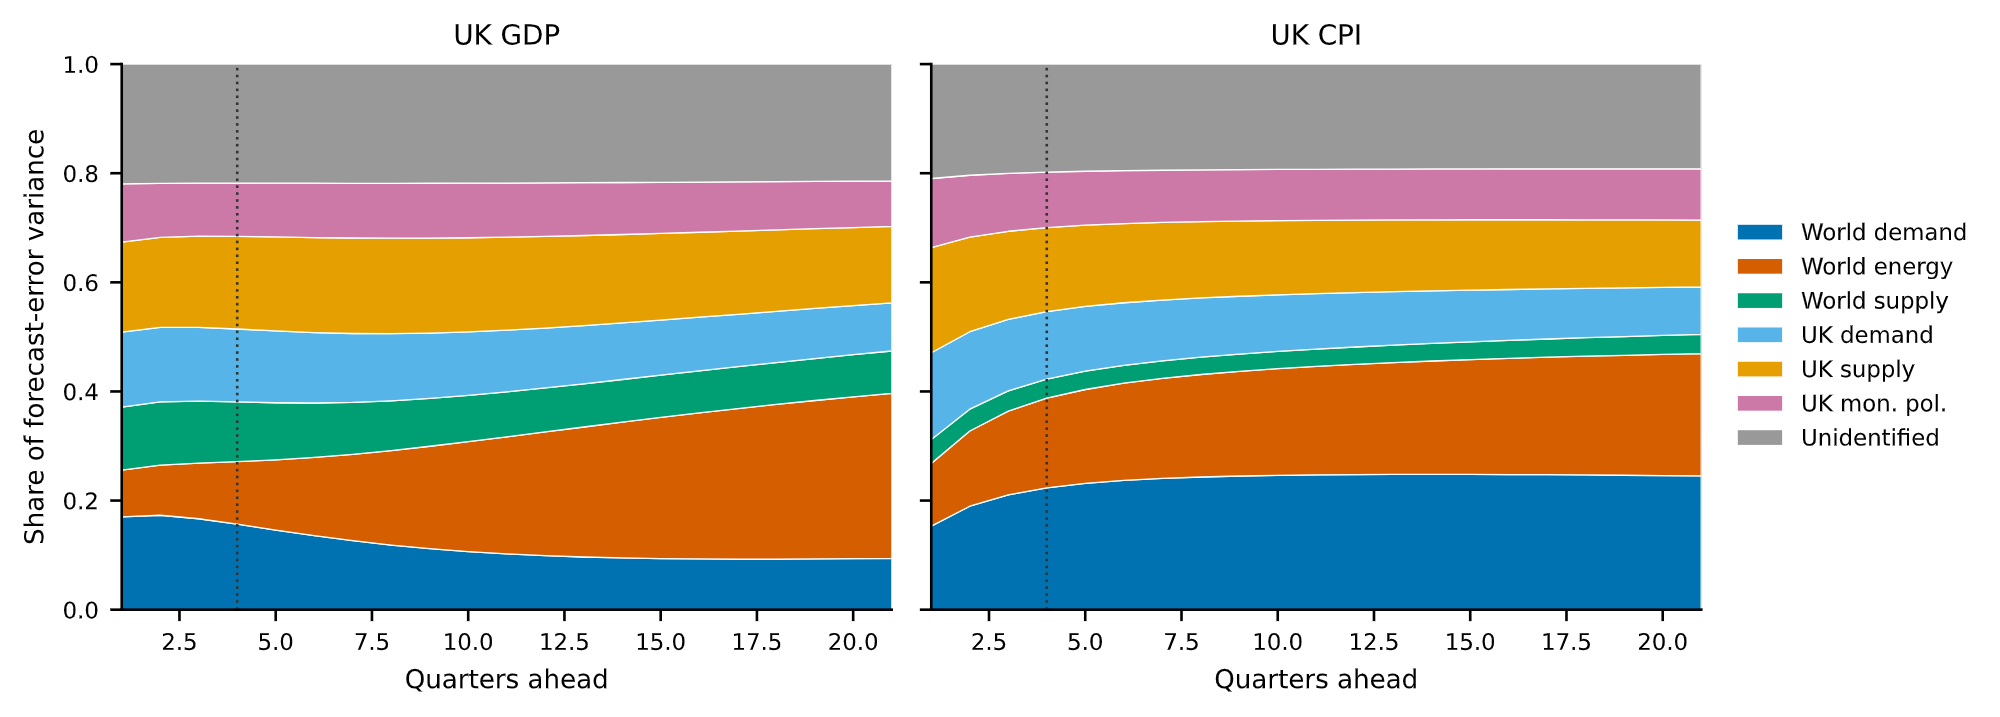 UK GDP
UK CPI
Share of forecast-error variance
1.0
0.8
0.6
0.4
0.2
0.0
2.5 5.0 7.5 10.0 12.5 15.0 17.5 20.0
2.5 5.0 7.5 10.0 12.5 15.0 17.5 20.0
Quarters ahead
Quarters ahead
World demand
World energy
World supply
UK demand
UK supply
UK mon. pol.
Unidentified